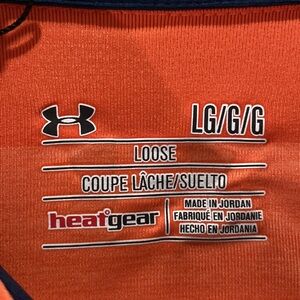 LG/G/G
LOOSE
COUPE LÂCHE/SUELTO
heatgear
MADE IN JORDAN
FABRIQUÉ EN JORDANIE
HECHO EN JORDANIA